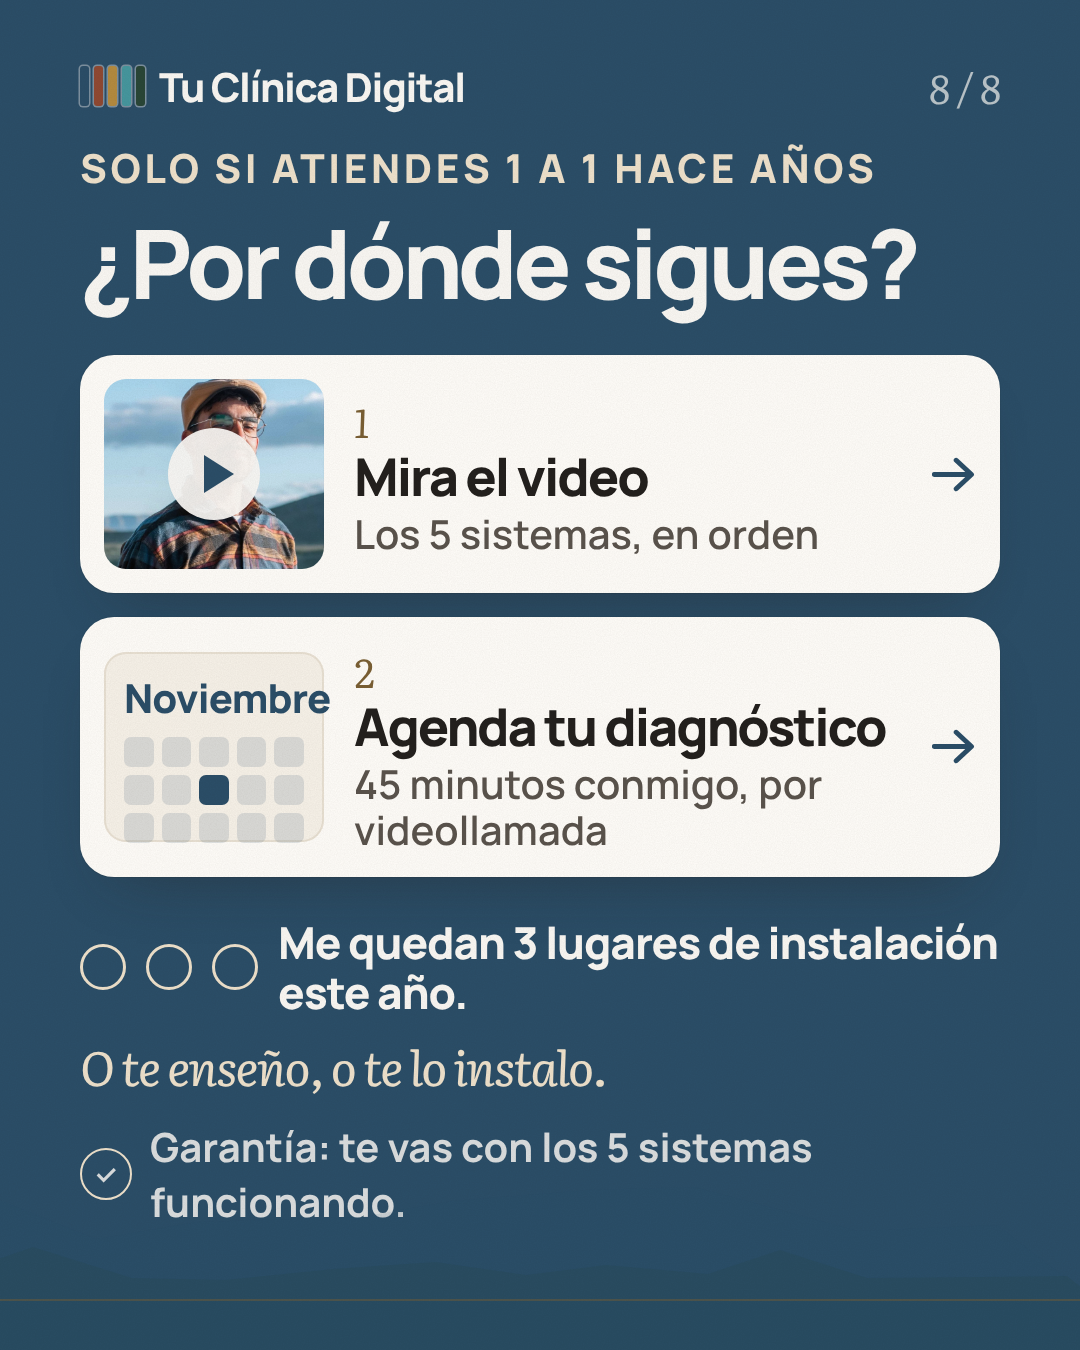 Tu Clínica Digital
8/8
SOLO SI ATIENDES 1 A 1 HACE AÑOS
¿Por dónde sigues?
1
Mira el video
Los 5 sistemas, en orden
Noviembre
2
Agenda tu diagnóstico
45 minutos conmigo, por
videollamada
Me quedan 3 lugares de instalación
este año.
O te enseño, o te lo instalo.
Garantía: te vas con los 5 sistemas
funcionando.